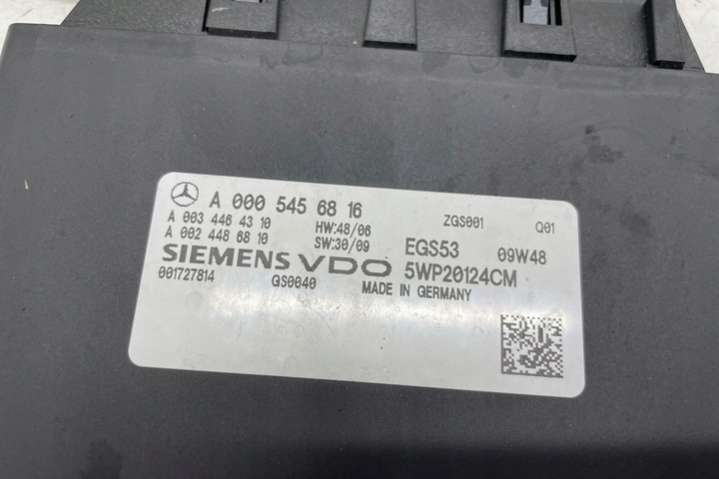 A 000 545 68 16
ZGS001 Q01
A 003 446 43 10 HW:48/06
A 002 448 68 10 SW:30/09 EGS53 09W48
SIEMENS VDO 5WP20124CM
001727814 GS0040 MADE IN GERMANY